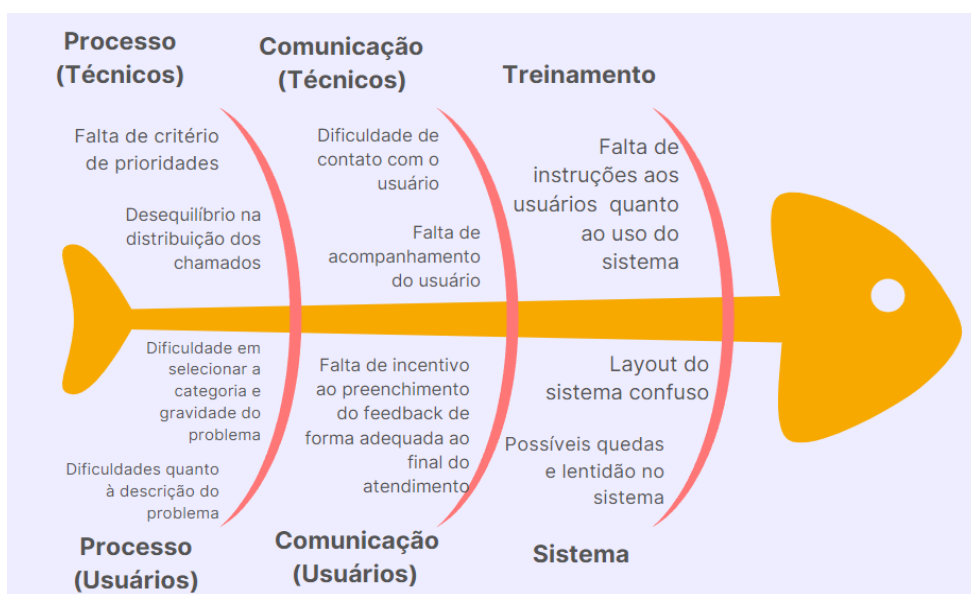 Processo
(Técnicos)
Falta de critério
de prioridades
Desequilíbrio na
distribuição dos
chamados
Comunicação
(Técnicos)
Dificuldade de
contato com o
usuário
Falta de
acompanhamento
do usuário
Treinamento
Falta de
instruções aos
usuários quanto
ao uso do
sistema
Dificuldade em
selecionar a
categoria e
gravidade do
problema
Dificuldades quanto
à descrição do
problema
Processo
(Usuários)
Falta de incentivo
ao preenchimento
do feedback de
forma adequada ao
final do
atendimento
Comunicação
(Usuários)
Layout do
sistema confuso
Possíveis quedas
e lentidão no
sistema
Sistema